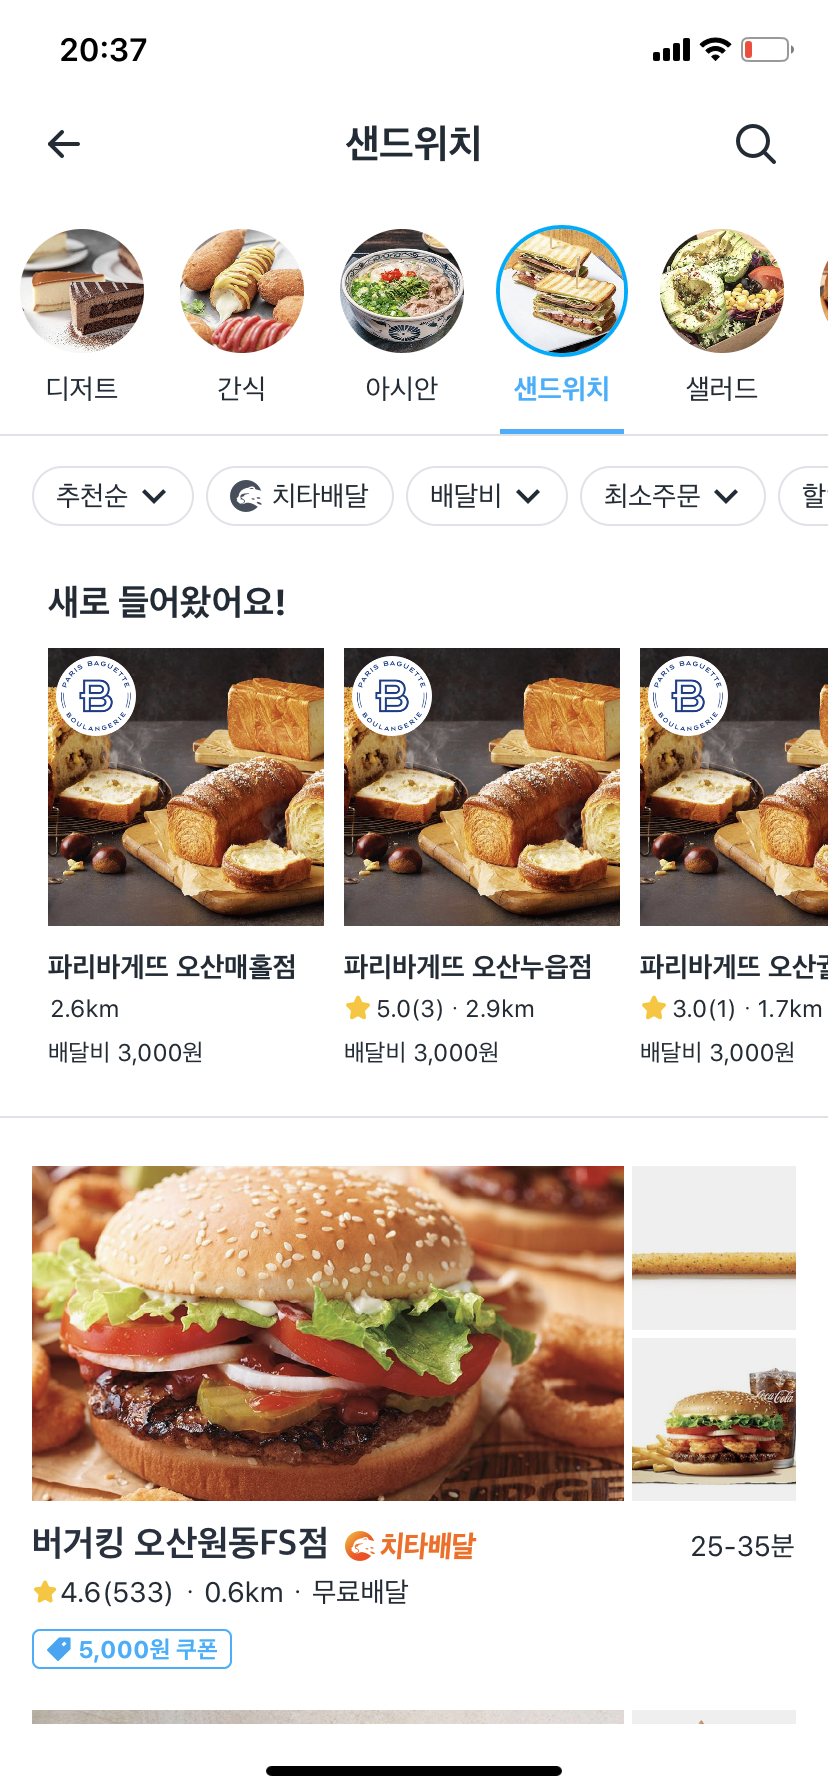 20:37
샌드위치
디저트
간식
아시안
샌드위치
샐러드
추천순
치타배달
배달비
최소주문
할
새로 들어왔어요!
PARIS BAGUETTE
BOULANGERIE
PARIS BAGUETTE
BOULANGERIE
PARIS BAGUETTE
BOULANGERIE
파리바게뜨 오산매홀점
파리바게뜨 오산누읍점
파리바게뜨 오산궐
2.6km
5.0(3) · 2.9km
3.0(1) · 1.7km
배달비 3,000원
배달비 3,000원
배달비 3,000원
Coca-Cola
버거킹 오산원동FS점
치타배달
25-35분
4.6(533) · 0.6km · 무료배달
5,000원 쿠폰